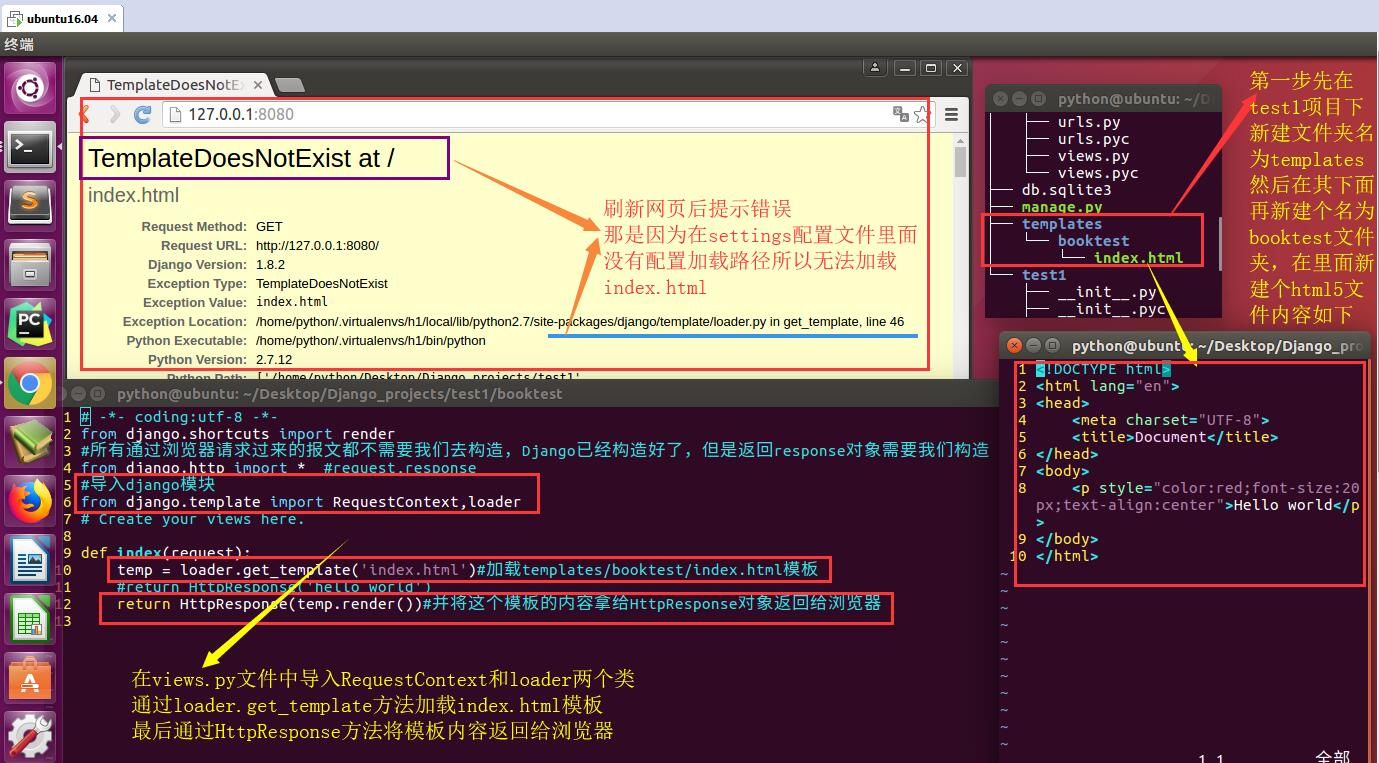 ubuntu16.04
终端
TemplateDoesNotEx
127.0.0.1:8080
TemplateDoesNotExist at /
index.html
Request Method: GET
Request URL: http://127.0.0.1:8080/
Django Version: 1.8.2
Exception Type: TemplateDoesNotExist
Exception Value: index.html
Exception Location: /home/python/.virtualenvs/h1/local/lib/python2.7/site-packages/django/template/loader.py in get_template, line 46
Python Executable: /home/python/.virtualenvs/h1/bin/python
Python Version: 2.7.12
Python Path: ['/home/python/Desktop/Django_projects/test1',
刷新网页后提示错误
那是因为在settings配置文件里面
没有配置加载路径所以无法加载
index.html
python@ubuntu: ~/D
urls.py
urls.pyc
views.py
views.pyc
db.sqlite3
manage.py
templates
booktest
index.html
test1
__init__.py
__init__.pyc
第一步先在
test1项目下
新建文件夹名
为templates
然后在其下面
再新建个名为
booktest文件
夹，在里面新
建个html5文
件内容如下
python@ubuntu: ~/Desktop/Django_projects/test1/booktest
1 # -*- coding:utf-8 -*-
2 from django.shortcuts import render
3 #所有通过浏览器请求过来的报文都不需要我们去构造，Django已经构造好了，但是返回response对象需要我们构造
4 from django.http import * #request,response
5 #导入django模块
6 from django.template import RequestContext,loader
7 # Create your views here.
8
9 def index(request):
10 temp = loader.get_template('index.html')#加载templates/booktest/index.html模板
11 #return HttpResponse('hello world')
12 return HttpResponse(temp.render())#并将这个模板的内容拿给HttpResponse对象返回给浏览器
13
在views.py文件中导入RequestContext和loader两个类
通过loader.get_template方法加载index.html模板
最后通过HttpResponse方法将模板内容返回给浏览器
python@ubuntu: ~/Desktop/Django_pro
1 <!DOCTYPE html>
2 <html lang="en">
3 <head>
4 <meta charset="UTF-8">
5 <title>Document</title>
6 </head>
7 <body>
8 <p style="color:red;font-size:20
px;text-align:center">Hello world</p
>
9 </body>
10 </html>
~
~
~
~
~
~
~
~
~
~
~
1,1 全部